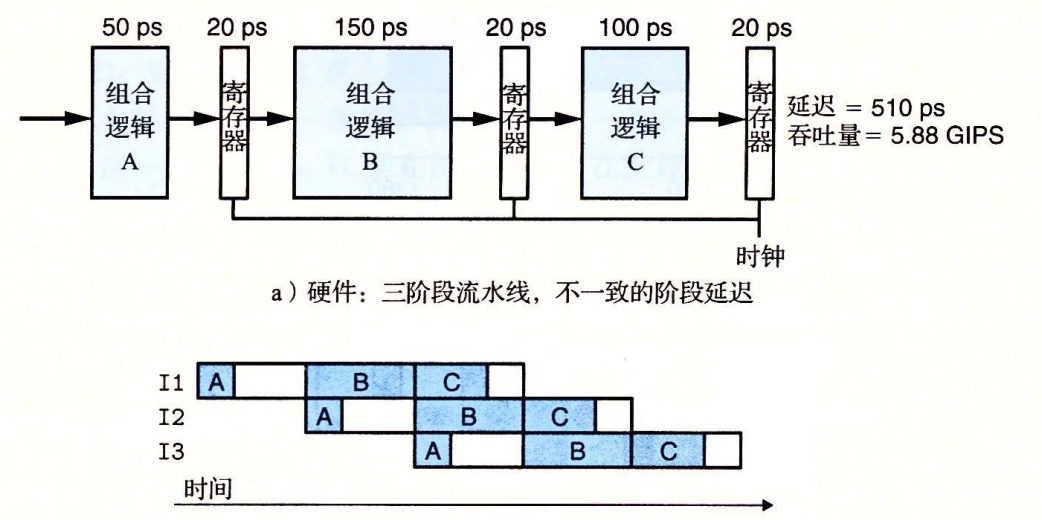 50 ps 20 ps 150 ps 20 ps 100 ps 20 ps
组合逻辑A
寄存器
组合逻辑B
寄存器
组合逻辑C
寄存器
延迟 = 510 ps
吞吐量 = 5.88 GIPS
时钟
a）硬件：三阶段流水线，不一致的阶段延迟
I1 A B C
I2 A B C
I3 A B C
时间